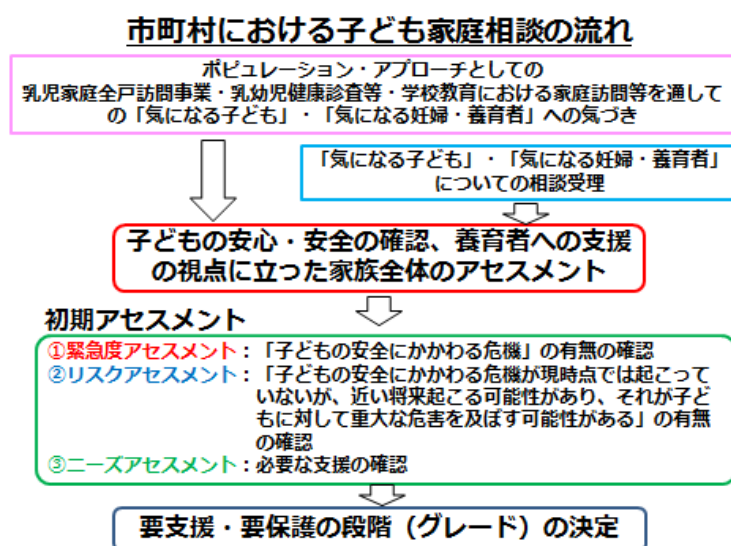 市町村における子ども家庭相談の流れ
ポピュレーション・アプローチとしての
乳児家庭全戸訪問事業・乳幼児健康診査等・学校教育における家庭訪問等を通して
の「気になる子ども」・「気になる妊婦・養育者」への気づき
「気になる子ども」・「気になる妊婦・養育者」
についての相談受理
子どもの安心・安全の確認、養育者への支援
の視点に立った家族全体のアセスメント
初期アセスメント
①緊急度アセスメント：「子どもの安全にかかわる危機」の有無の確認
②リスクアセスメント：「子どもの安全にかかわる危機が現時点では起こって
いないが、近い将来起こる可能性があり、それが子ど
もに対して重大な危害を及ぼす可能性がある」の有無
の確認
③ニーズアセスメント：必要な支援の確認
要支援・要保護の段階（グレード）の決定